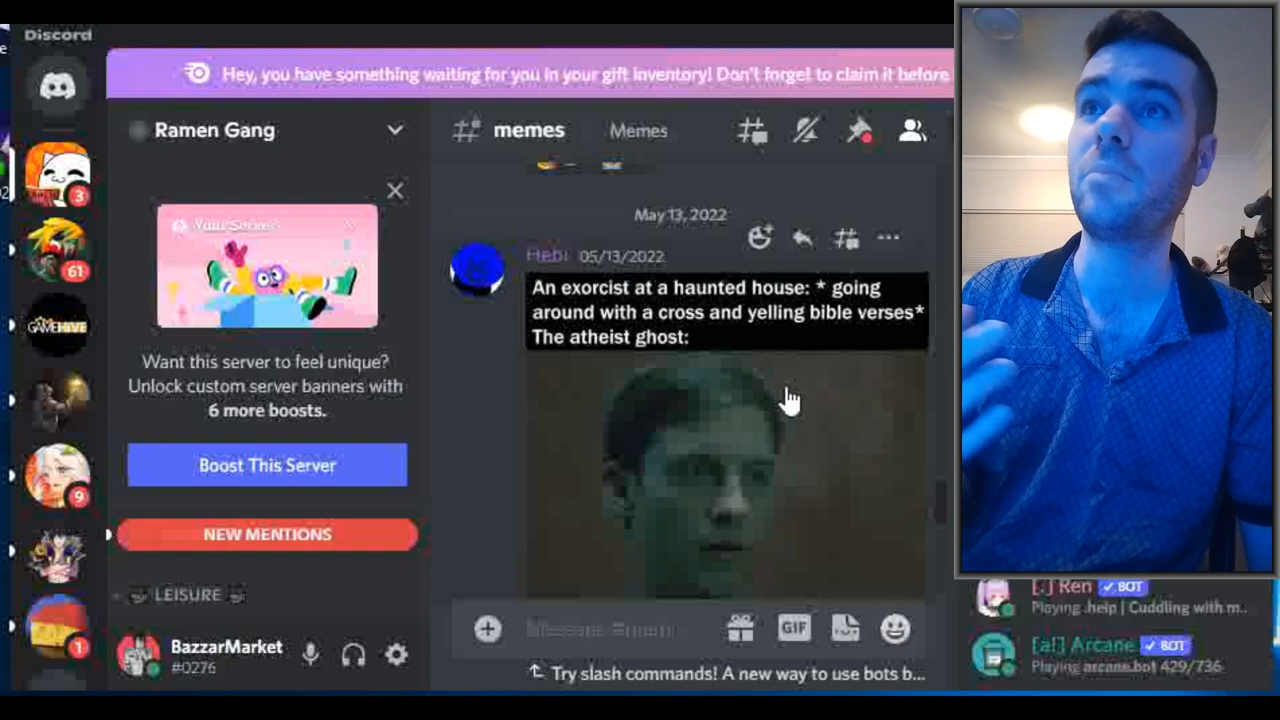 Discord
Hey, you have something waiting for you in your gift inventory! Don't forget to claim it before
Ramen Gang
memes Memes
3
May 13, 2022
Your Server
61
Hebi 05/13/2022
An exorcist at a haunted house: * going
around with a cross and yelling bible verses*
The atheist ghost:
GAMEHIVE
Want this server to feel unique?
Unlock custom server banners with
6 more boosts.
Boost This Server
9
NEW MENTIONS
LEISURE
1
BazzarMarket
#0276
GIF
Try slash commands! A new way to use bots b...
[.] Ren BOT
Playing .help | Cuddling with m...
[a!] Arcane BOT
Playing arcane.bot 429/736